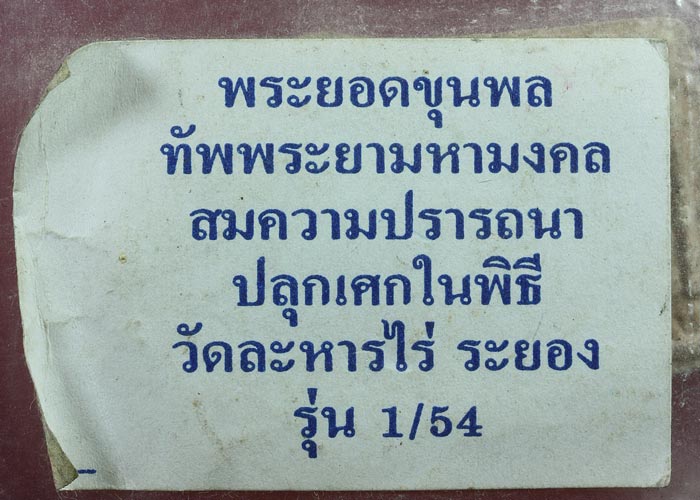 พระยอดขุนพล
ทัพพระยามหามงคล
สมความปรารถนา
ปลุกเศกในพิธี
วัดละหารไร่ ระยอง
รุ่น 1/54